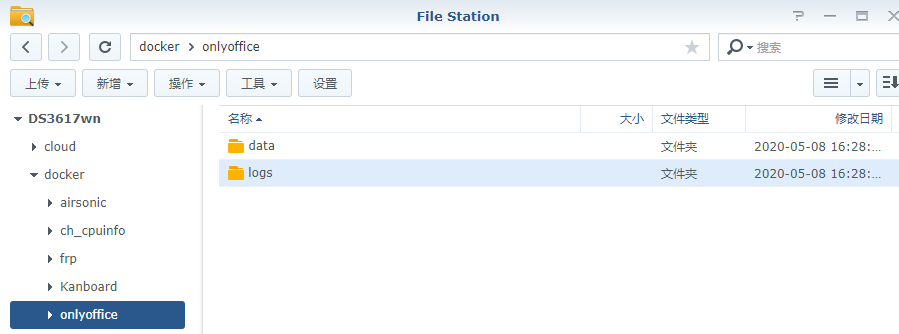 File Station
docker > onlyoffice
搜索
上传 新增 操作 工具 设置
DS3617wn
cloud
docker
airsonic
ch_cpuinfo
frp
Kanboard
onlyoffice
名称 大小 文件类型 修改日期
data 文件夹 2020-05-08 16:28:...
logs 文件夹 2020-05-08 16:28:...